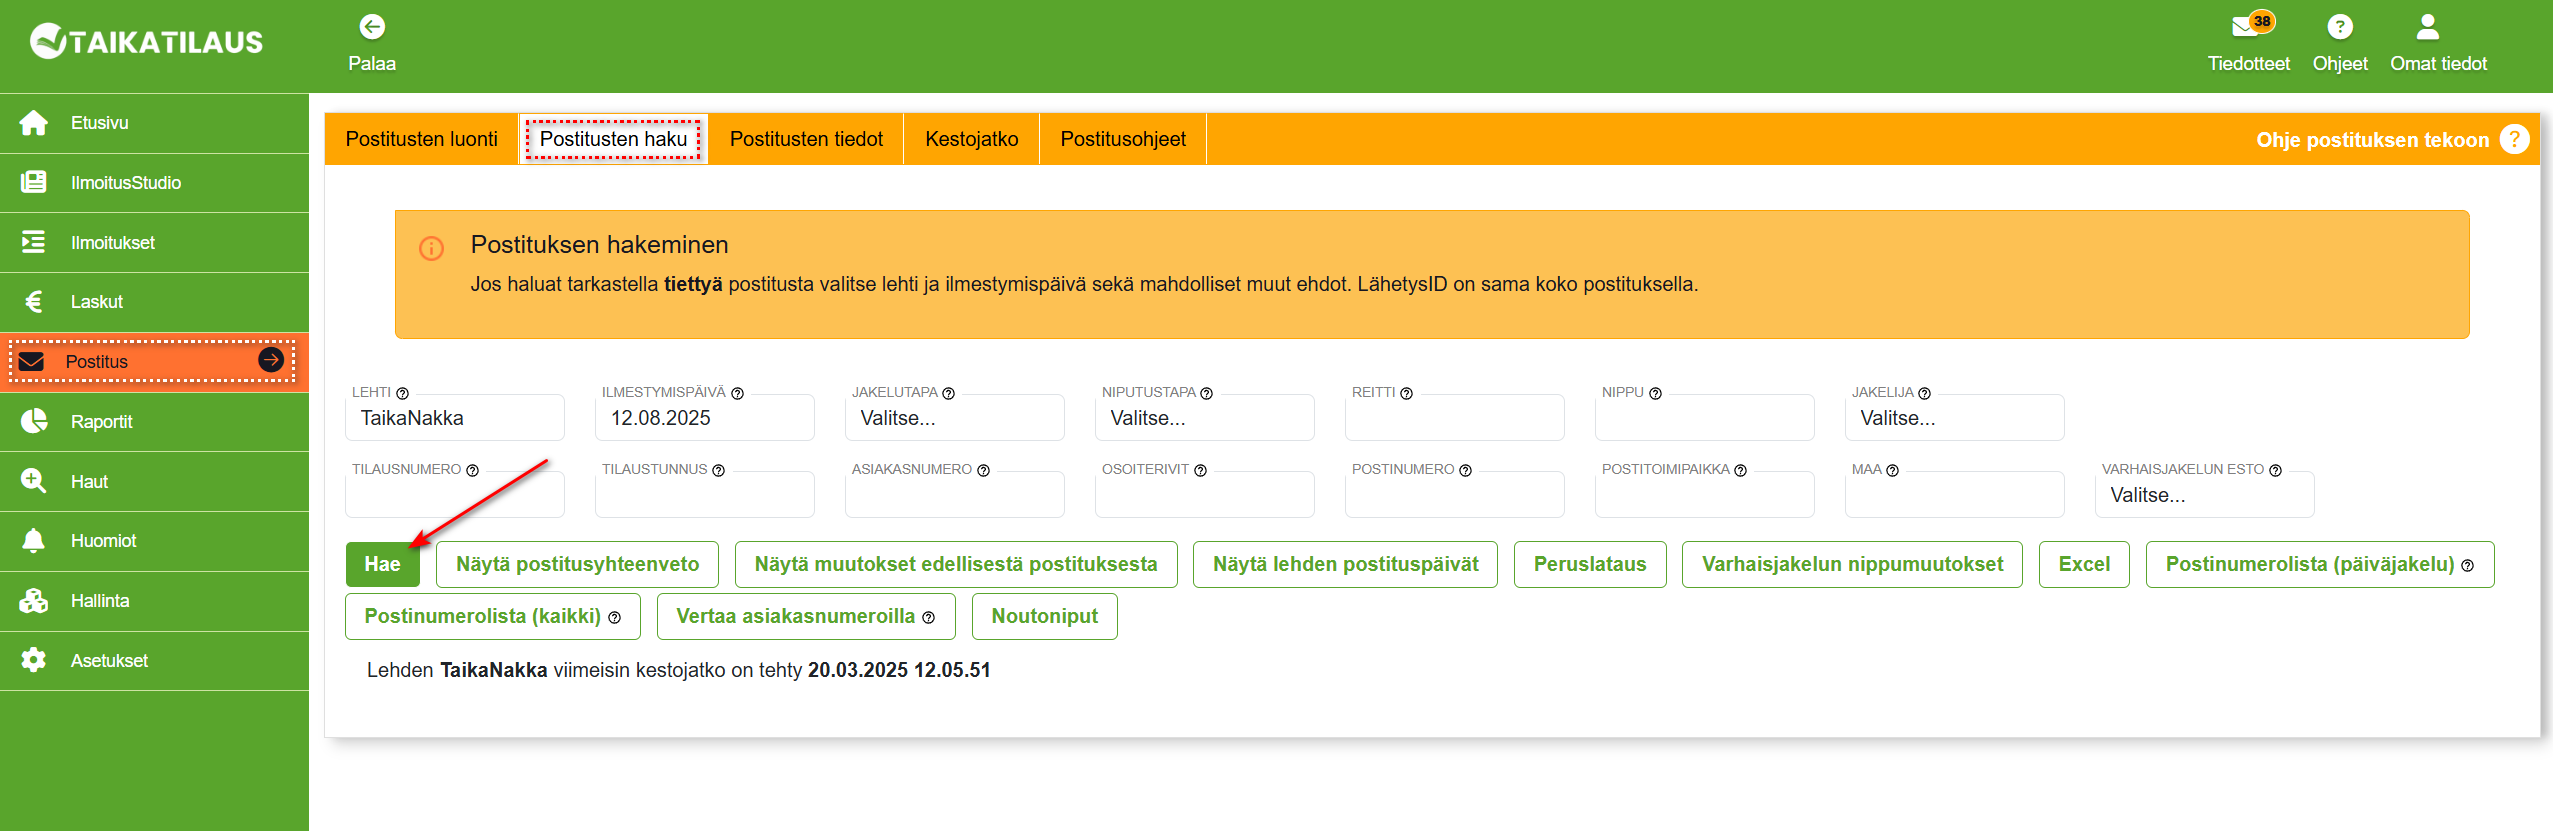 TAIKATILAUS
Palaa
38
Tiedotteet
Ohjeet
Omat tiedot
Etusivu
IlmoitusStudio
Ilmoitukset
Laskut
Postitus
Raportit
Haut
Huomiot
Hallinta
Asetukset
Postitusten luonti
Postitusten haku
Postitusten tiedot
Kestojatko
Postitusohjeet
Ohje postituksen tekoon ?
Postituksen hakeminen
Jos haluat tarkastella tiettyä postitusta valitse lehti ja ilmestymispäivä sekä mahdolliset muut ehdot. LähetysID on sama koko postituksella.
LEHTI
TaikaNakka
ILMESTYMISPÄIVÄ
12.08.2025
JAKELUTAPA
Valitse...
NIPUTUSTAPA
Valitse...
REITTI
NIPPU
JAKELIJA
Valitse...
TILAUSNUMERO
TILAUSTUNNUS
ASIAKASNUMERO
OSOITERIVIT
POSTINUMERO
POSTITOIMIPAIKKA
MAA
VARHAISJAKELUN ESTO
Valitse...
Hae
Näytä postitusyhteenveto
Näytä muutokset edellisestä postituksesta
Näytä lehden postituspäivät
Peruslataus
Varhaisjakelun nippumuutokset
Excel
Postinumerolista (päiväjakelu)
Postinumerolista (kaikki)
Vertaa asiakasnumeroilla
Noutoniput
Lehden TaikaNakka viimeisin kestojatko on tehty 20.03.2025 12.05.51